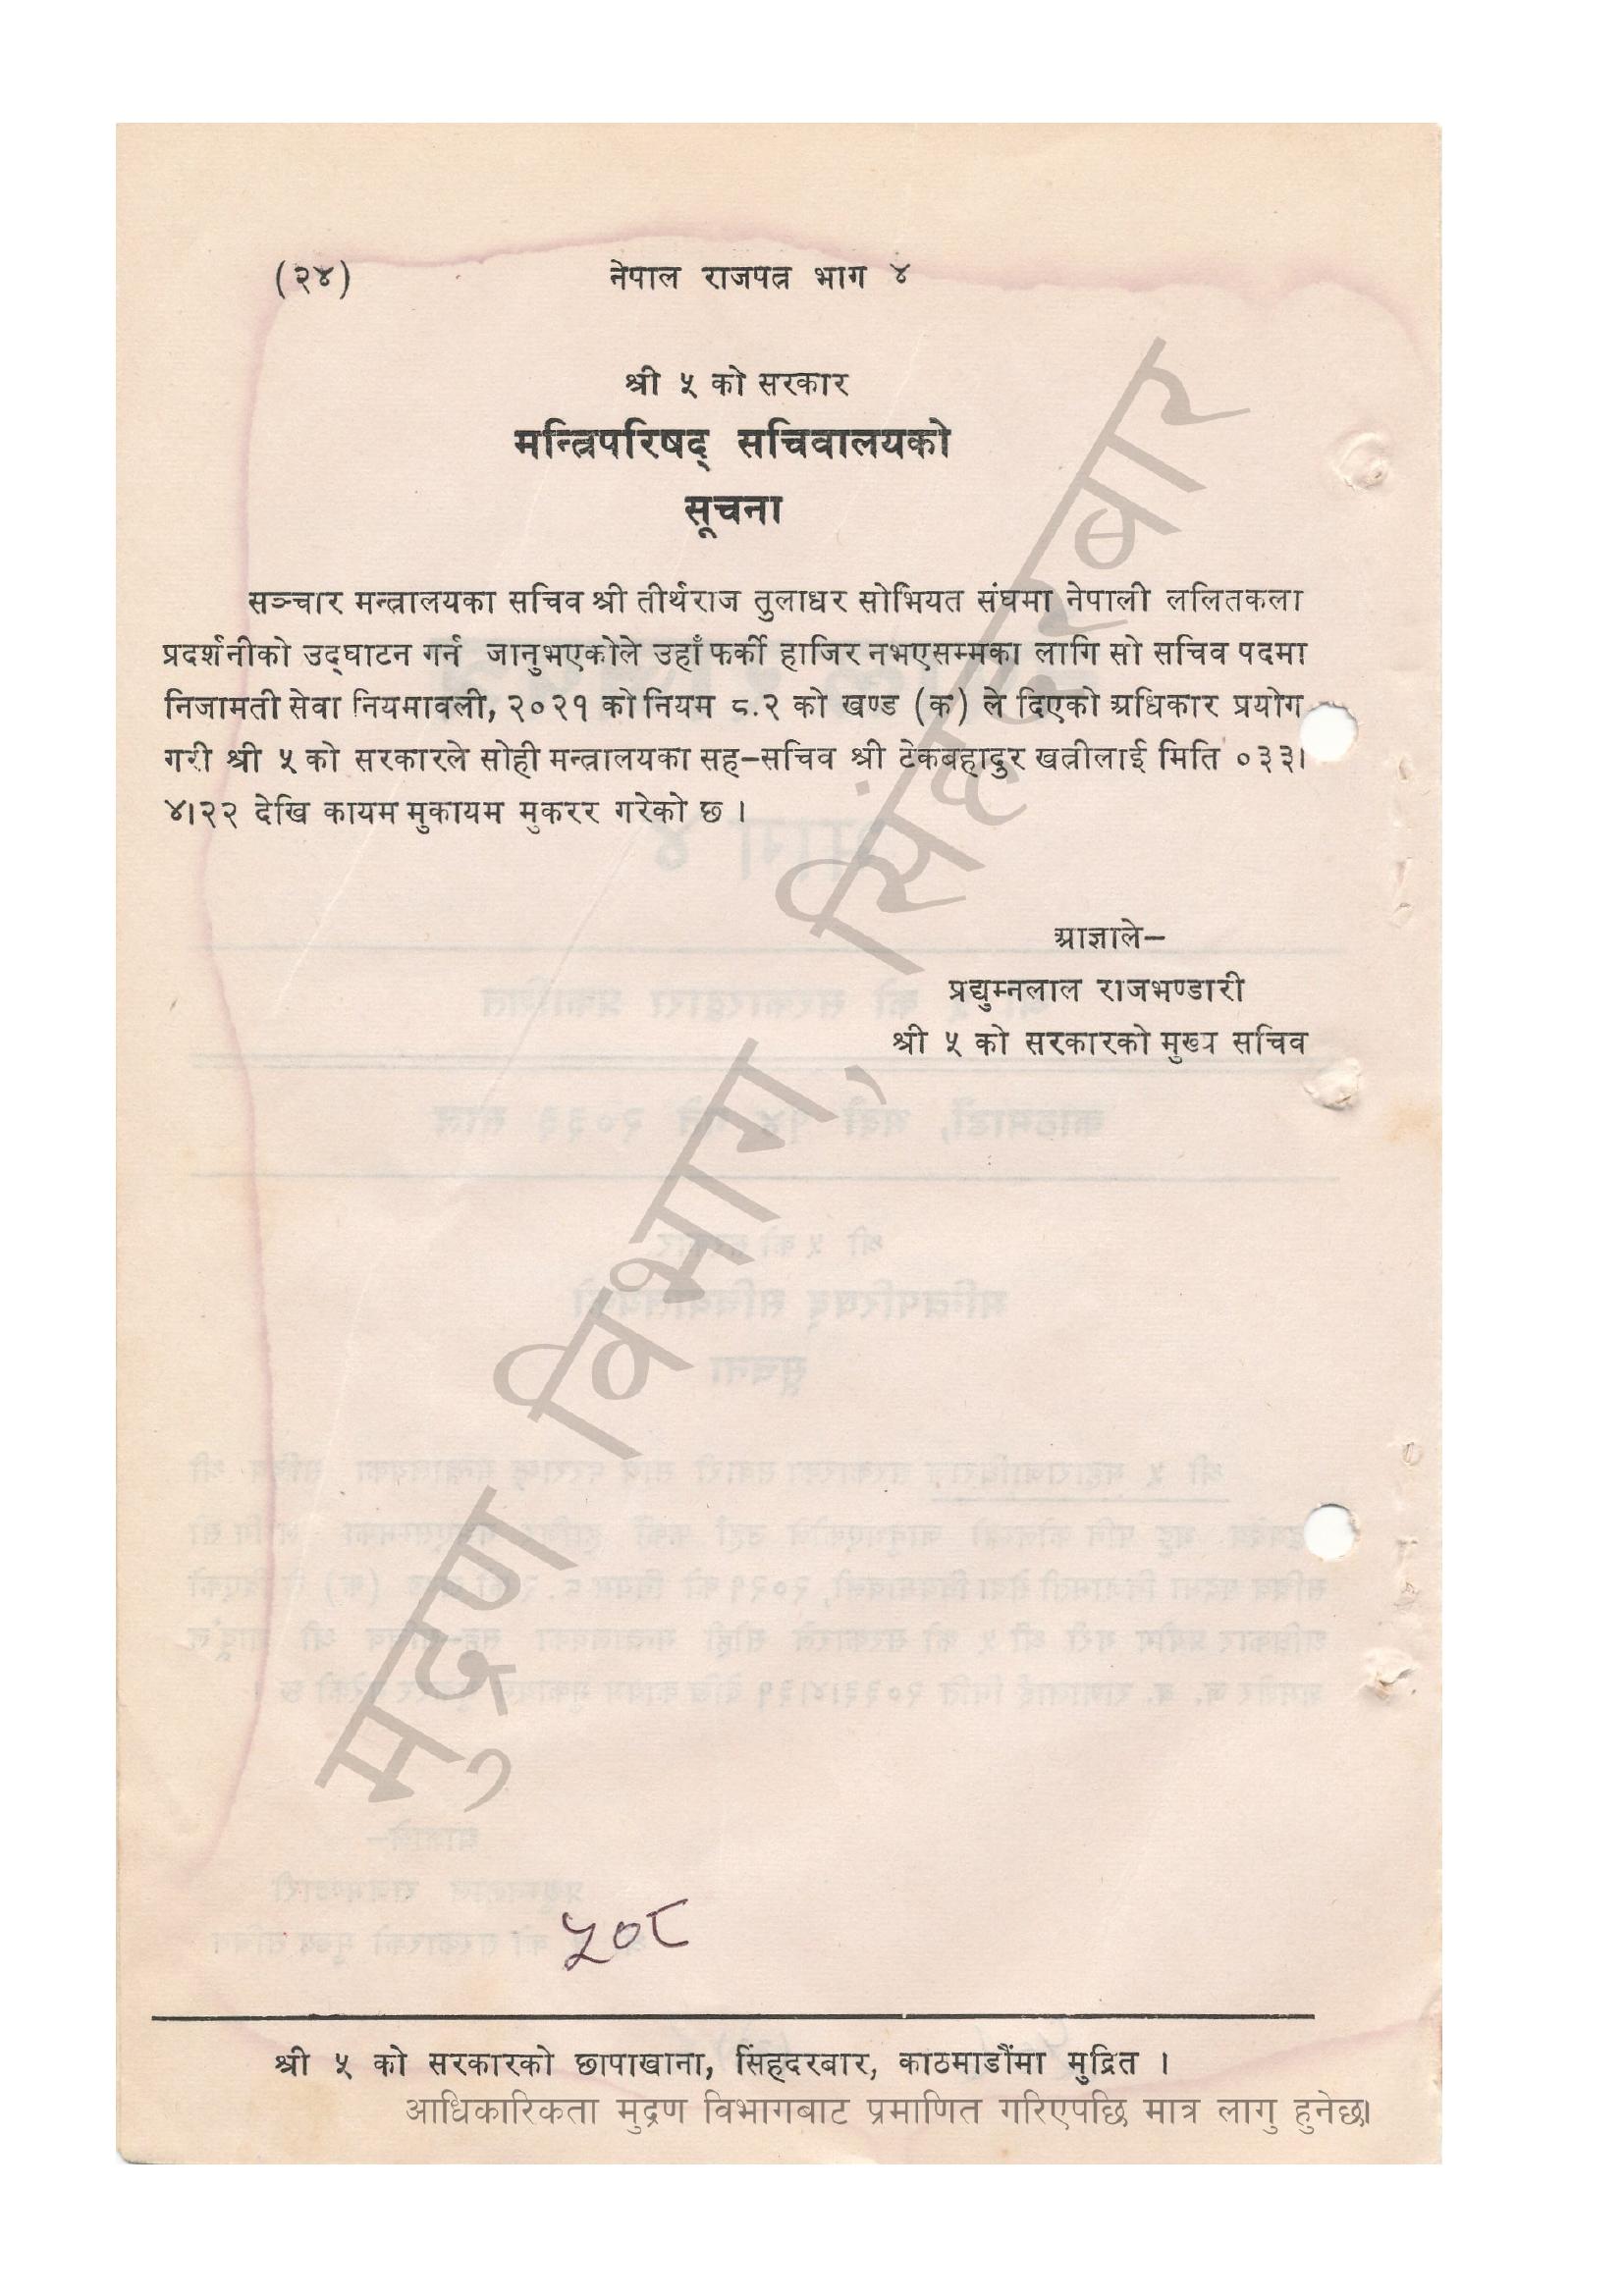 (२४) नेपाल राजपत्र भाग ४
श्री ५ को सरकार
मन्त्रिपरिषद् सचिवालयको
सूचना
सञ्चार मन्त्रालयका सचिव श्री तीर्थराज तुलाधर सोभियत संघमा नेपाली ललितकला
प्रदर्शनीको उद्घाटन गर्न जानुभएकोले उहाँ फर्की हाजिर नभएसम्मका लागि सो सचिव पदमा
निजामती सेवा नियमावली, २०२१ को नियम ८.२ को खण्ड (क) ले दिएको अधिकार प्रयोग
गरी श्री ५ को सरकारले सोही मन्त्रालयका सह-सचिव श्री टेकबहादुर खत्रीलाई मिति ०३३।
४।२२ देखि कायम मुकायम मुकरर गरेको छ ।
आज्ञाले-
प्रद्युम्नलाल राजभण्डारी
श्री ५ को सरकारको मुख्य सचिव
मुद्रण विभाग, सिंहदरबार
५०८
श्री ५ को सरकारको छापाखाना, सिंहदरबार, काठमाडौंमा मुद्रित ।
आधिकारिकता मुद्रण विभागबाट प्रमाणित गरिएपछि मात्र लागु हुनेछ।